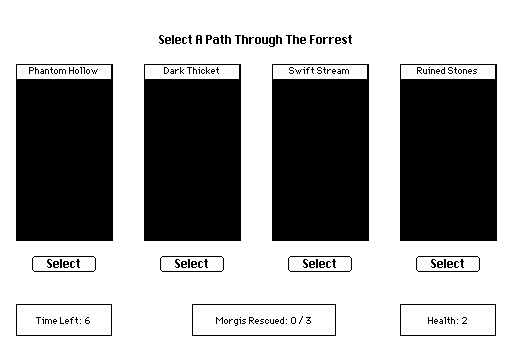 Select A Path Through The Forrest
Phantom Hollow
Dark Thicket
Swift Stream
Ruined Stones
Select
Select
Select
Select
Time Left: 6
Morgis Rescued: 0 / 3
Health: 2